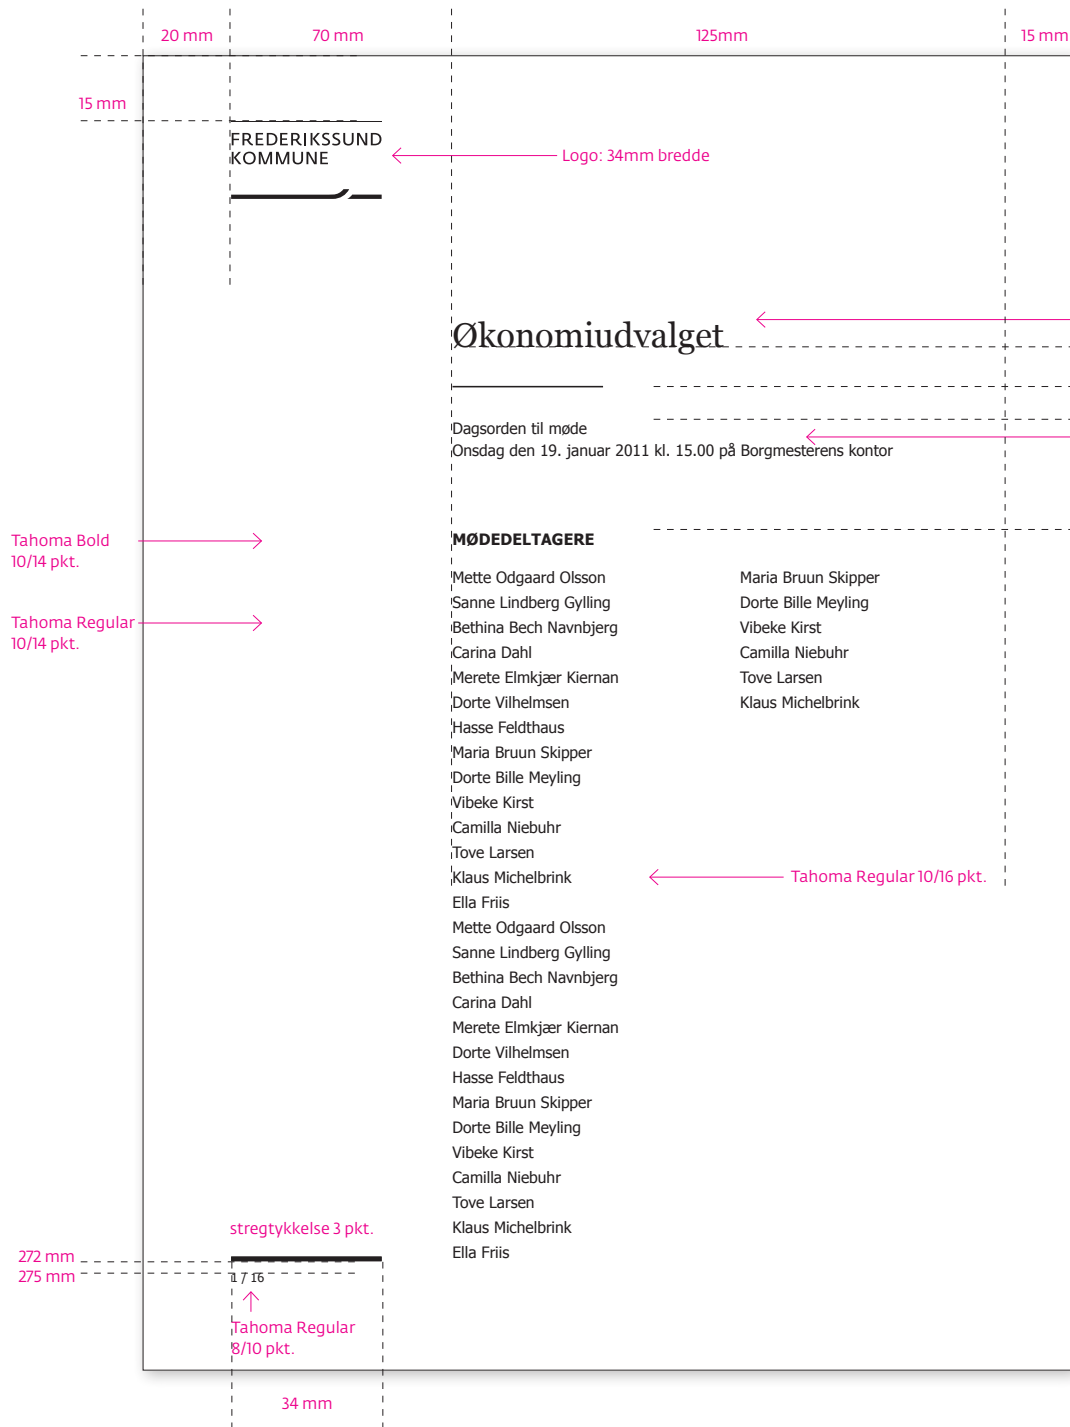 20 mm
70 mm
125mm
15 mm
15 mm
FREDERIKSSUND
KOMMUNE
Logo: 34mm bredde
Økonomiudvalget
Dagsorden til møde
Onsdag den 19. januar 2011 kl. 15.00 på Borgmesterens kontor
Tahoma Bold
10/14 pkt.
Tahoma Regular
10/14 pkt.
MØDEDELTAGERE
Mette Odgaard Olsson
Sanne Lindberg Gylling
Bethina Bech Navnbjerg
Carina Dahl
Merete Elmkjær Kiernan
Dorte Vilhelmsen
Hasse Feldthaus
Maria Bruun Skipper
Dorte Bille Meyling
Vibeke Kirst
Camilla Niebuhr
Tove Larsen
Klaus Michelbrink
Ella Friis
Mette Odgaard Olsson
Sanne Lindberg Gylling
Bethina Bech Navnbjerg
Carina Dahl
Merete Elmkjær Kiernan
Dorte Vilhelmsen
Hasse Feldthaus
Maria Bruun Skipper
Dorte Bille Meyling
Vibeke Kirst
Camilla Niebuhr
Tove Larsen
Klaus Michelbrink
Ella Friis
Maria Bruun Skipper
Dorte Bille Meyling
Vibeke Kirst
Camilla Niebuhr
Tove Larsen
Klaus Michelbrink
Tahoma Regular 10/16 pkt.
stregtykkelse 3 pkt.
272 mm
275 mm
1 / 16
Tahoma Regular
8/10 pkt.
34 mm